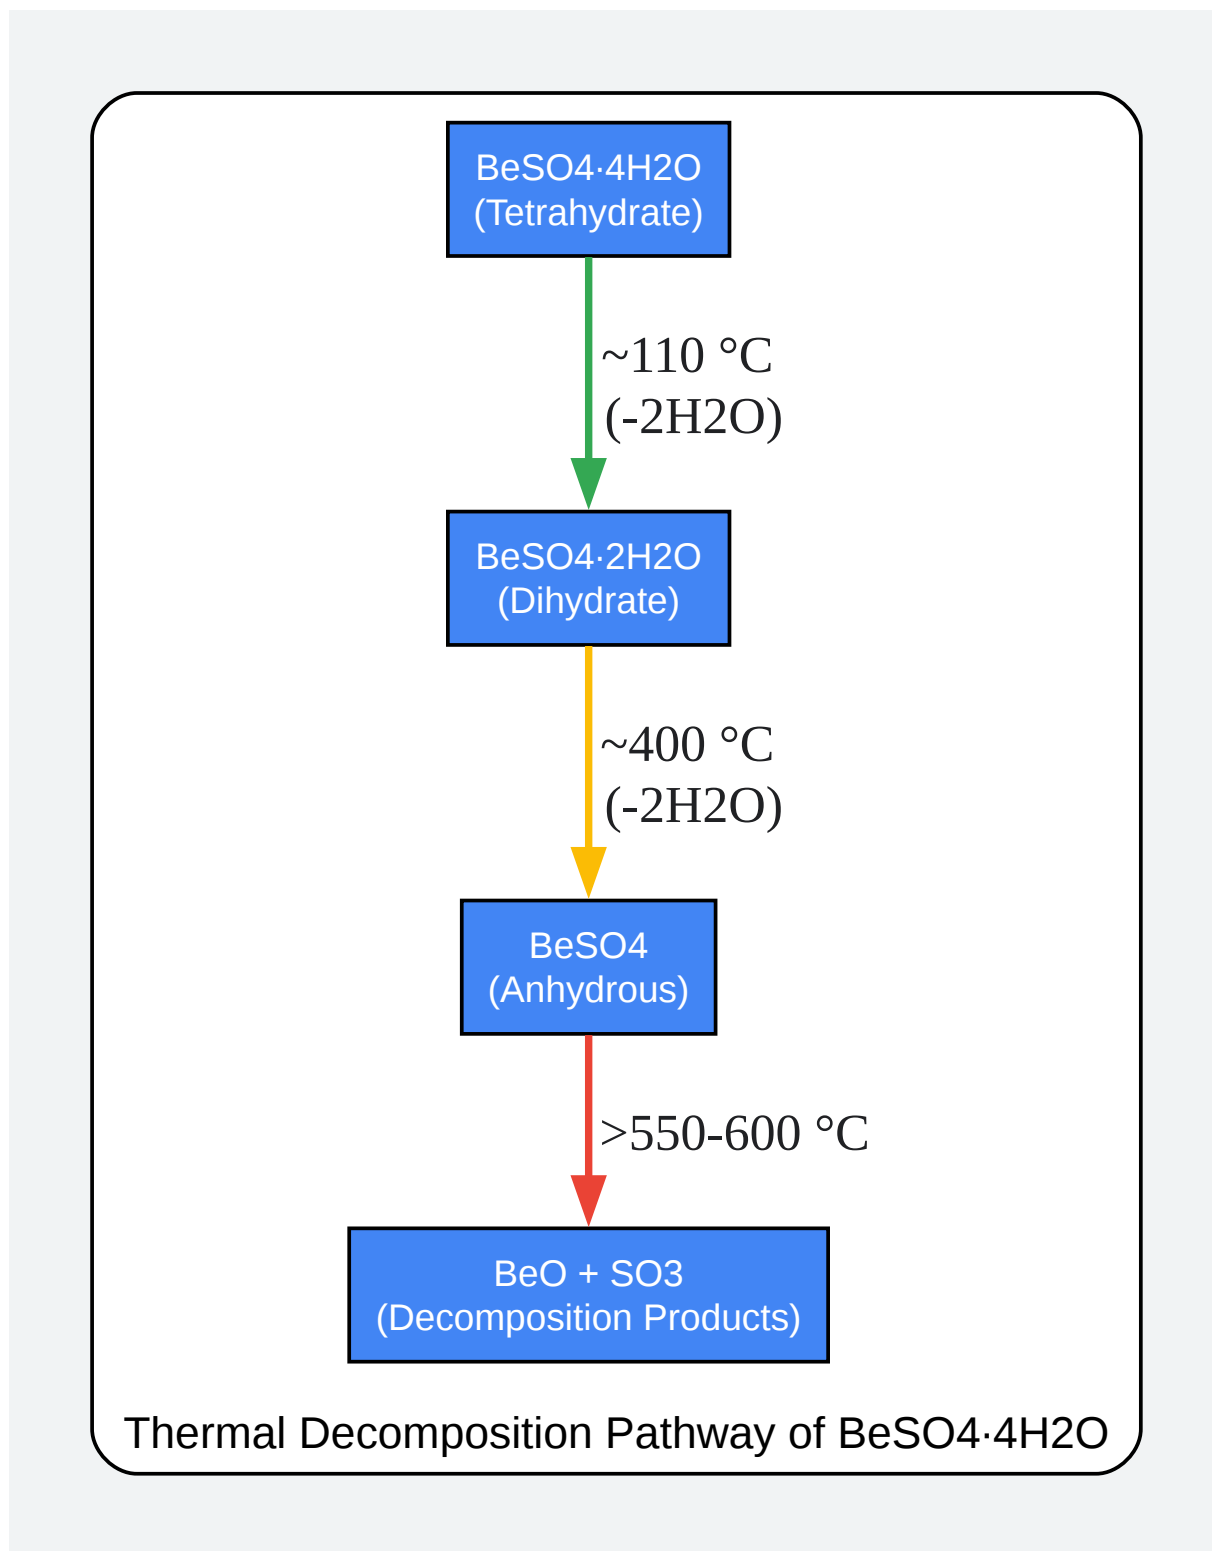 BeSO4·4H2O
(Tetrahydrate)
~110 °C
(-2H2O)
BeSO4·2H2O
(Dihydrate)
~400 °C
(-2H2O)
BeSO4
(Anhydrous)
>550-600 °C
BeO + SO3
(Decomposition Products)
Thermal Decomposition Pathway of BeSO4·4H2O